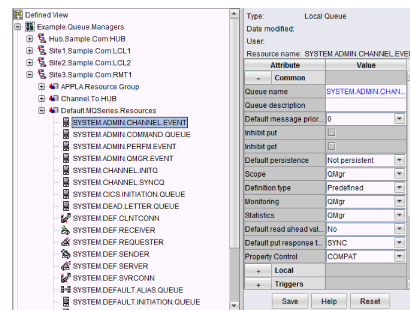 Defined View
Example.Queue.Managers
Hub.Sample.Com:HUB
Site1.Sample.Com:LCL1
Site2.Sample.Com:LCL2
Site3.Sample.Com:RMT1
APPLA.Resource.Group
Channel.To.HUB
Default.MQSeries.Resources
SYSTEM.ADMIN.CHANNEL.EVENT
SYSTEM.ADMIN.COMMAND.QUEUE
SYSTEM.ADMIN.PERFM.EVENT
SYSTEM.ADMIN.QMGR.EVENT
SYSTEM.CHANNEL.INITQ
SYSTEM.CHANNEL.SYNCQ
SYSTEM.CICS.INITIATION.QUEUE
SYSTEM.DEAD.LETTER.QUEUE
SYSTEM.DEF.CLNTCONN
SYSTEM.DEF.RECEIVER
SYSTEM.DEF.REQUESTER
SYSTEM.DEF.SENDER
SYSTEM.DEF.SERVER
SYSTEM.DEF.SVRCONN
SYSTEM.DEFAULT.ALIAS.QUEUE
SYSTEM.DEFAULT.INITIATION.QUEUE
Type: Local Queue
Date modified:
User:
Resource name: SYSTEM.ADMIN.CHANNEL.EVE
Attribute Value
- Common
Queue name SYSTEM.ADMIN.CHAN...
Queue description
Default message prior... 0
Inhibit put
Inhibit get
Default persistence Not persistent
Scope QMgr
Definition type Predefined
Monitoring QMgr
Statistics QMgr
Default read ahead val... NO
Default put response t... SYNC
Property Control COMPAT
+ Local
+ Triggers
Save Help Reset